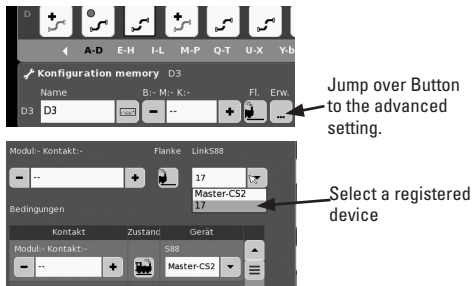 D
A-D E-H I-L M-P Q-T U-X Y-b
Konfiguration memory D3
Name B:- M:- K:- Fl. Erw.
D3 D3 -- ...
Jump over Button
to the advanced
setting.
Modul:- Kontakt:- Flanke LinkS88
-- 17
Master-CS2
17
Select a registered
device
Bedingungen
Kontakt Zustand Gerät
Modul:- Kontakt:- S88
-- Master-CS2